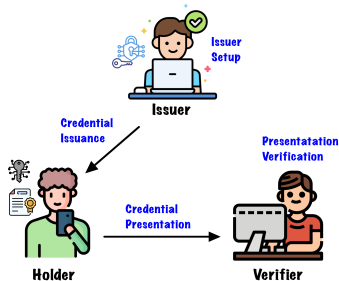 Issuer
Setup
Issuer
Credential
Issuance
Presentatation
Verification
Credential
Presentation
Holder
Verifier